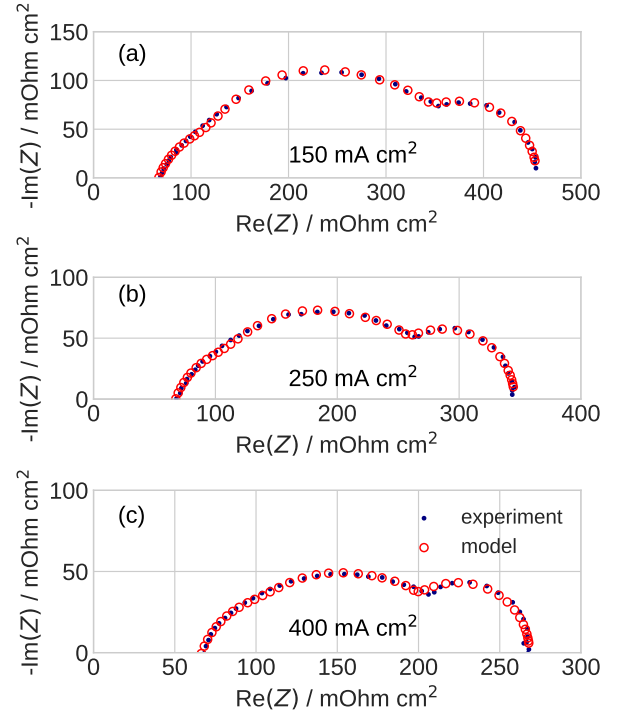 -Im(Z) / mOhm cm²
150
100
50
0
(a)
150 mA cm²
0 100 200 300 400 500
Re(Z) / mOhm cm²
-Im(Z) / mOhm cm²
100
50
0
(b)
250 mA cm²
0 100 200 300 400
Re(Z) / mOhm cm²
-Im(Z) / mOhm cm²
100
50
0
(c)
experiment
model
400 mA cm²
0 50 100 150 200 250 300
Re(Z) / mOhm cm²